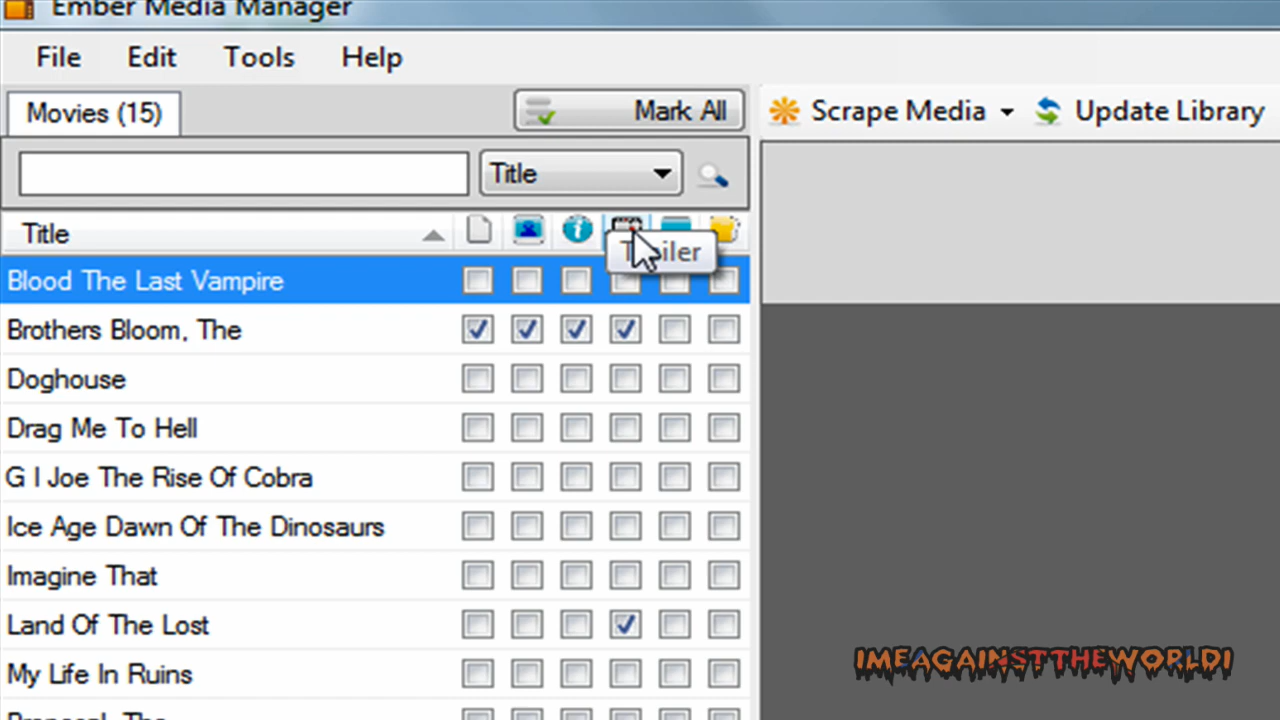 Ember Media Manager
File Edit Tools Help
Movies (15) Mark All Scrape Media Update Library
Title
Title
Trailer
Blood The Last Vampire
Brothers Bloom, The
Doghouse
Drag Me To Hell
G I Joe The Rise Of Cobra
Ice Age Dawn Of The Dinosaurs
Imagine That
Land Of The Lost
IMEAGAINSTTHEWORLDI
My Life In Ruins
Proposal, The